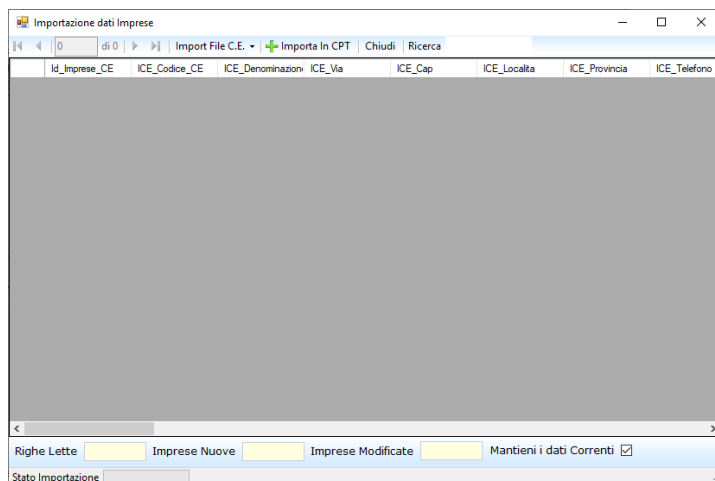 Importazione dati Imprese
0 di 0 Import File C.E. Importa In CPT Chiudi Ricerca
Id_Imprese_CE ICE_Codice_CE ICE_Denominazion ICE_Via ICE_Cap ICE_Localita ICE_Provincia ICE_Telefono
Righe Lette Imprese Nuove Imprese Modificate Mantieni i dati Correnti
Stato Importazione